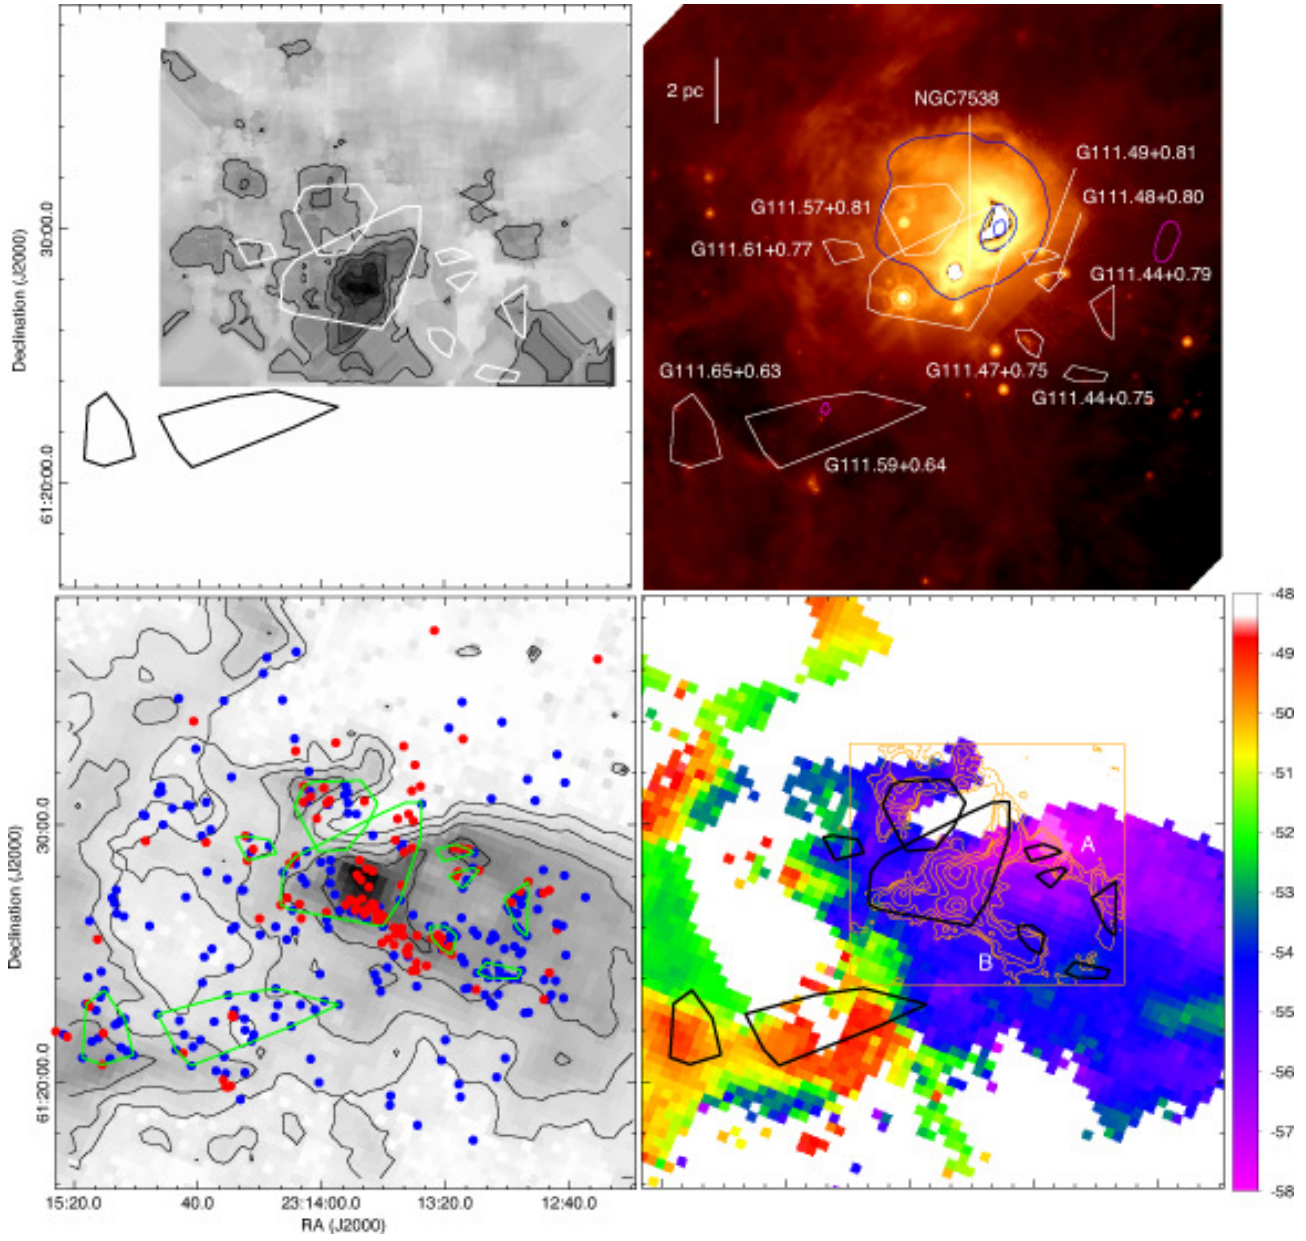 Declination (J2000)
30:00.0
61:20:00.0
2 pc
NGC7538
G111.49+0.81
G111.48+0.80
G111.57+0.81
G111.61+0.77
G111.44+0.79
G111.65+0.63
G111.47+0.75
G111.44+0.75
G111.59+0.64
Declination (J2000)
30:00.0
61:20:00.0
15:20.0
40.0
23:14:00.0
13:20.0
12:40.0
RA (J2000)
A
B
-48
-49
-50
-51
-52
-53
-54
-55
-56
-57
-58